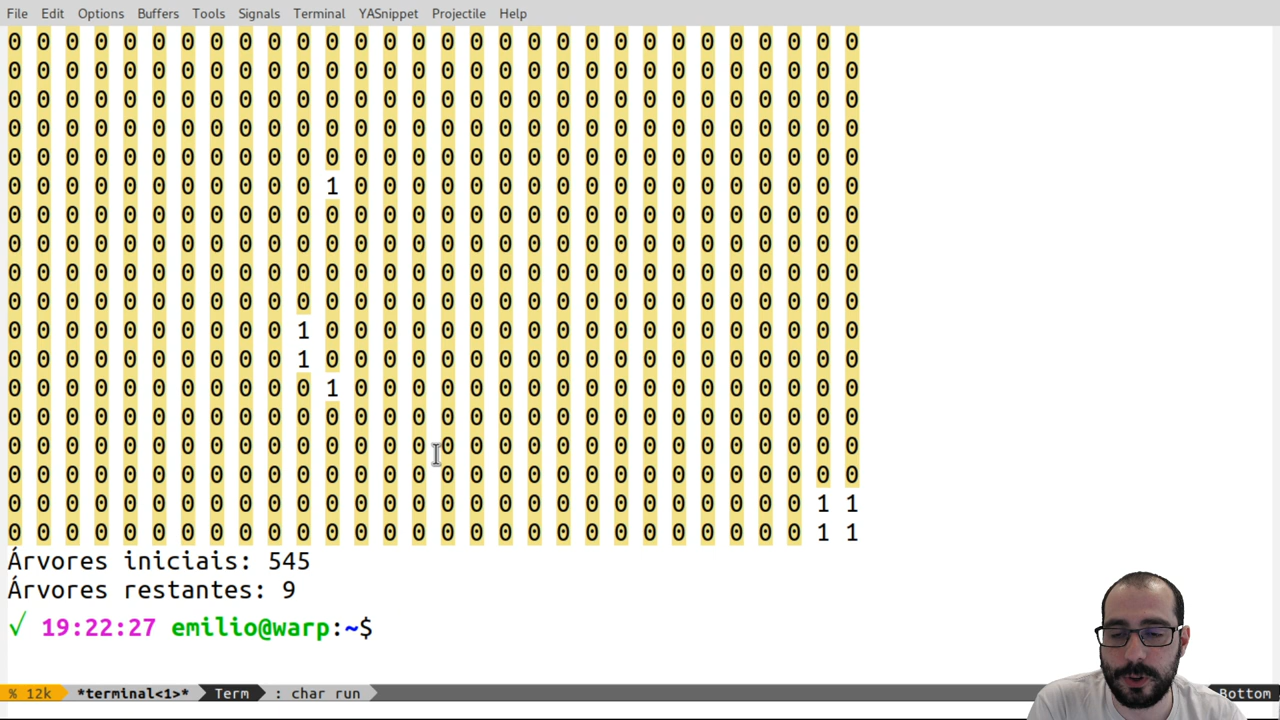 File Edit Options Buffers Tools Signals Terminal YASnippet Projectile Help
0 0 0 0 0 0 0 0 0 0 0 0 0 0 0 0 0 0 0 0 0 0 0 0 0 0 0 0 0 0
0 0 0 0 0 0 0 0 0 0 0 0 0 0 0 0 0 0 0 0 0 0 0 0 0 0 0 0 0 0
0 0 0 0 0 0 0 0 0 0 0 0 0 0 0 0 0 0 0 0 0 0 0 0 0 0 0 0 0 0
0 0 0 0 0 0 0 0 0 0 0 0 0 0 0 0 0 0 0 0 0 0 0 0 0 0 0 0 0 0
0 0 0 0 0 0 0 0 0 0 0 0 0 0 0 0 0 0 0 0 0 0 0 0 0 0 0 0 0 0
0 0 0 0 0 0 0 0 0 0 0 1 0 0 0 0 0 0 0 0 0 0 0 0 0 0 0 0 0 0
0 0 0 0 0 0 0 0 0 0 0 0 0 0 0 0 0 0 0 0 0 0 0 0 0 0 0 0 0 0
0 0 0 0 0 0 0 0 0 0 0 0 0 0 0 0 0 0 0 0 0 0 0 0 0 0 0 0 0 0
0 0 0 0 0 0 0 0 0 0 0 0 0 0 0 0 0 0 0 0 0 0 0 0 0 0 0 0 0 0
0 0 0 0 0 0 0 0 0 0 0 0 0 0 0 0 0 0 0 0 0 0 0 0 0 0 0 0 0 0
0 0 0 0 0 0 0 0 0 0 1 0 0 0 0 0 0 0 0 0 0 0 0 0 0 0 0 0 0 0
0 0 0 0 0 0 0 0 0 0 1 0 0 0 0 0 0 0 0 0 0 0 0 0 0 0 0 0 0 0
0 0 0 0 0 0 0 0 0 0 0 1 0 0 0 0 0 0 0 0 0 0 0 0 0 0 0 0 0 0
0 0 0 0 0 0 0 0 0 0 0 0 0 0 0 0 0 0 0 0 0 0 0 0 0 0 0 0 0 0
0 0 0 0 0 0 0 0 0 0 0 0 0 0 0 0 0 0 0 0 0 0 0 0 0 0 0 0 0 0
0 0 0 0 0 0 0 0 0 0 0 0 0 0 0 0 0 0 0 0 0 0 0 0 0 0 0 0 0 0
0 0 0 0 0 0 0 0 0 0 0 0 0 0 0 0 0 0 0 0 0 0 0 0 0 0 0 0 1 1
0 0 0 0 0 0 0 0 0 0 0 0 0 0 0 0 0 0 0 0 0 0 0 0 0 0 0 0 1 1
Árvores iniciais: 545
Árvores restantes: 9
✓ 19:22:27 emilio@warp:~$
% 12k *terminal<1>* Term : char run Bottom